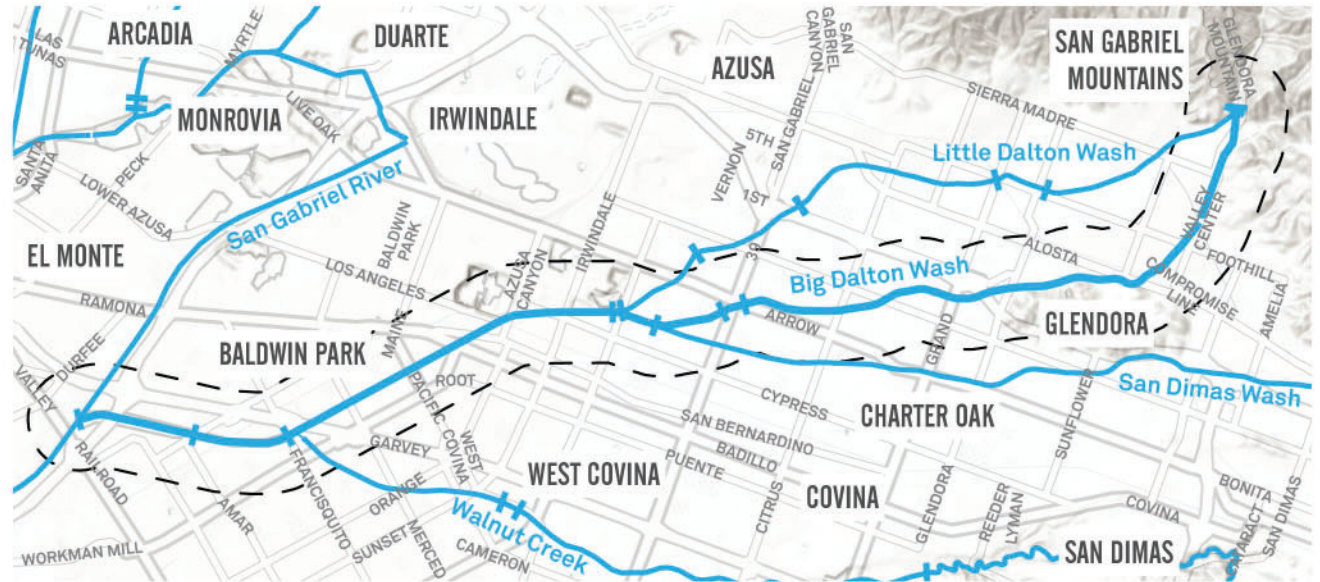 ARCADIA
DUARTE
AZUSA
SAN GABRIEL
MOUNTAINS
GLENDORA
MOUNTAIN
LAS
TUNAS
MYRTLE
SAN
GABRIEL
CANYON
SIERRA MADRE
MONROVIA
LIVE OAK
IRWINDALE
5TH
SAN GABRIEL
Little Dalton Wash
SANTA
ANITA
PECK
LOWER AZUSA
San Gabriel River
BALDWIN
PARK
IRWINDALE
VERNON
1ST
VALLEY
CENTER
EL MONTE
LOS ANGELES
AZUSA
CANYON
39
ALOSTA
FOOTHILL
Big Dalton Wash
COMPROMISE
LINE
AMELIA
RAMONA
DURFEE
BALDWIN PARK
MAINE
ARROW
GRAND
GLENDORA
VALLEY
PACIFIC
ROOT
CYPRESS
CHARTER OAK
SUNFLOWER
San Dimas Wash
RAILROAD
GARVEY
WEST
COVINA
SAN BERNARDINO
BADILLO
PUENTE
AMAR
FRANCISQUITO
ORANGE
WEST COVINA
COVINA
CITRUS
GLENDORA
REEDER
LYMAN
COVINA
BONITA
WORKMAN MILL
SUNSET
MERCED
CAMERON
Walnut Creek
SAN DIMAS
CATARACT
SAN DIMAS